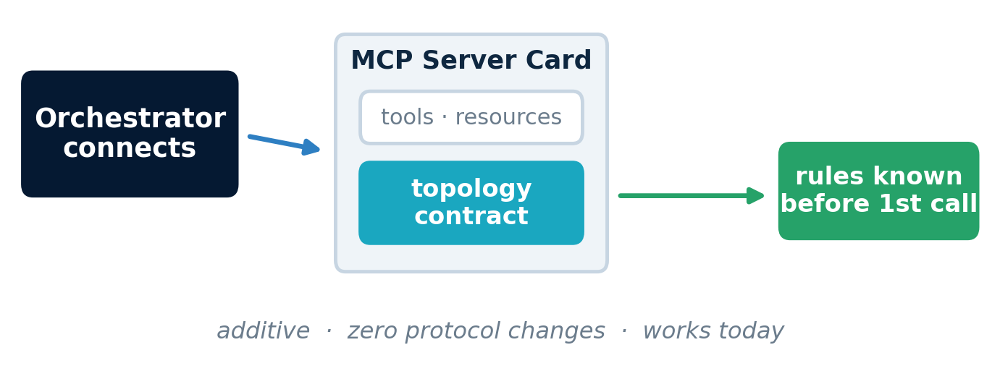 Orchestrator
connects
MCP Server Card
tools · resources
topology
contract
rules known
before 1st call
additive · zero protocol changes · works today